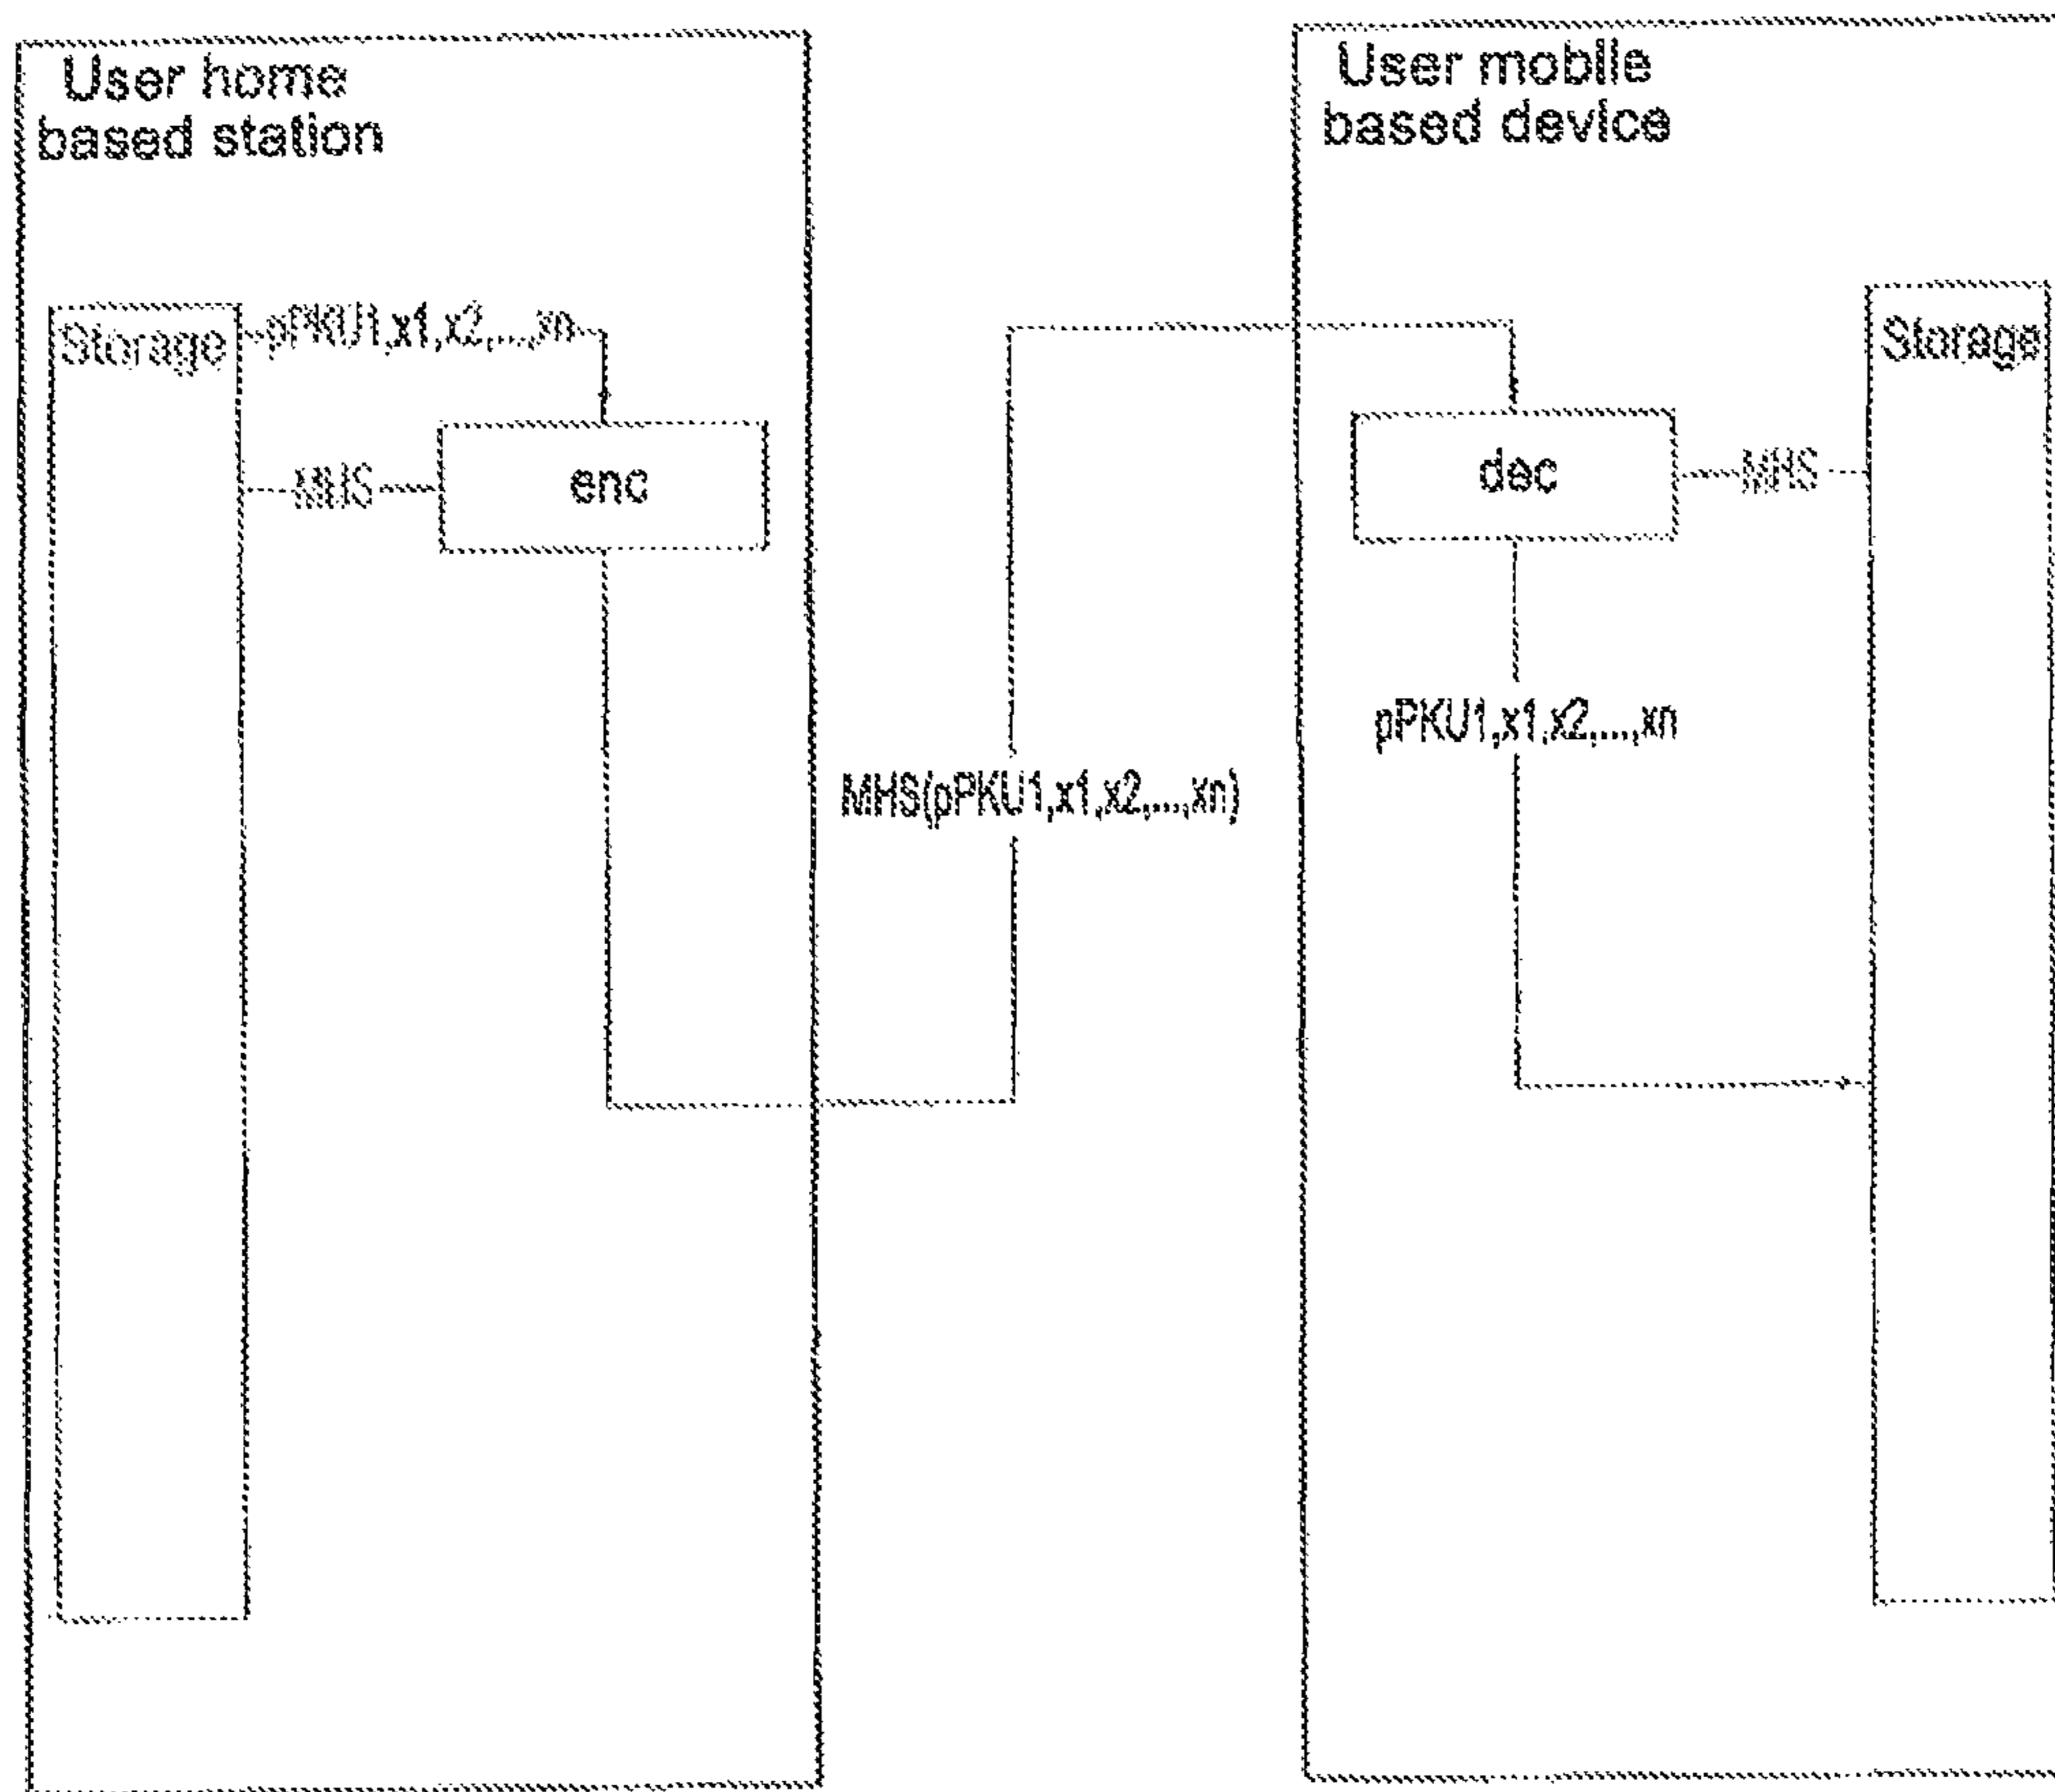 User home
based station
User mobile
based device
Storage
pPKU1,x1,x2,...,xn
Storage
MHS
enc
dec
MHS
pPKU1,x1,x2,...,xn
MHS(pPKU1,x1,x2,...,xn)